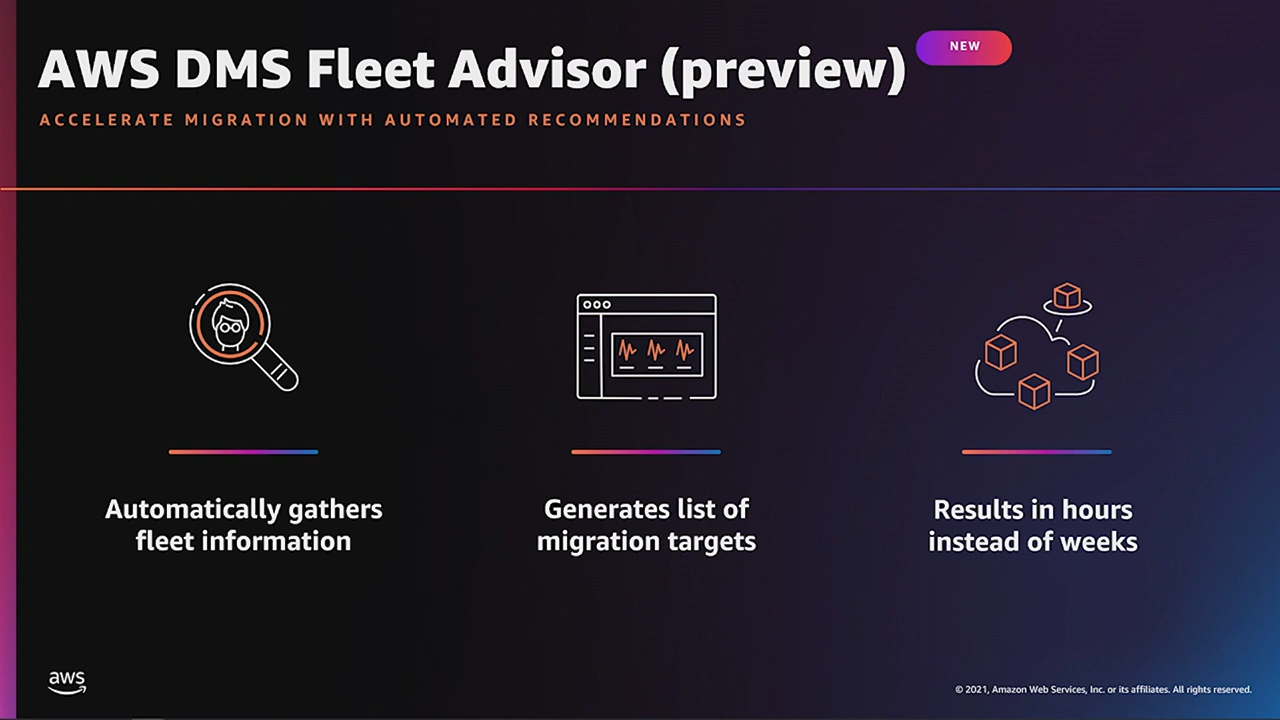 AWS DMS Fleet Advisor (preview)
NEW
ACCELERATE MIGRATION WITH AUTOMATED RECOMMENDATIONS
Automatically gathers
fleet information
Generates list of
migration targets
Results in hours
instead of weeks
aws
© 2021, Amazon Web Services, Inc. or its affiliates. All rights reserved.